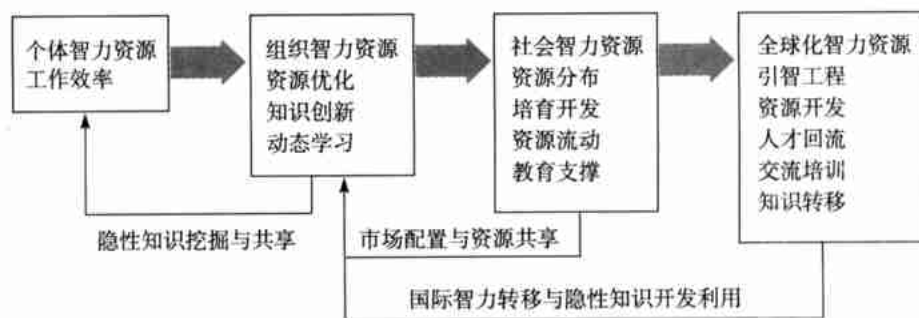 个体智力资源
工作效率
组织智力资源
资源优化
知识创新
动态学习
社会智力资源
资源分布
培育开发
资源流动
教育支撑
全球化智力资源
引智工程
资源开发
人才回流
交流培训
知识转移
隐性知识挖掘与共享
市场配置与资源共享
国际智力转移与隐性知识开发利用